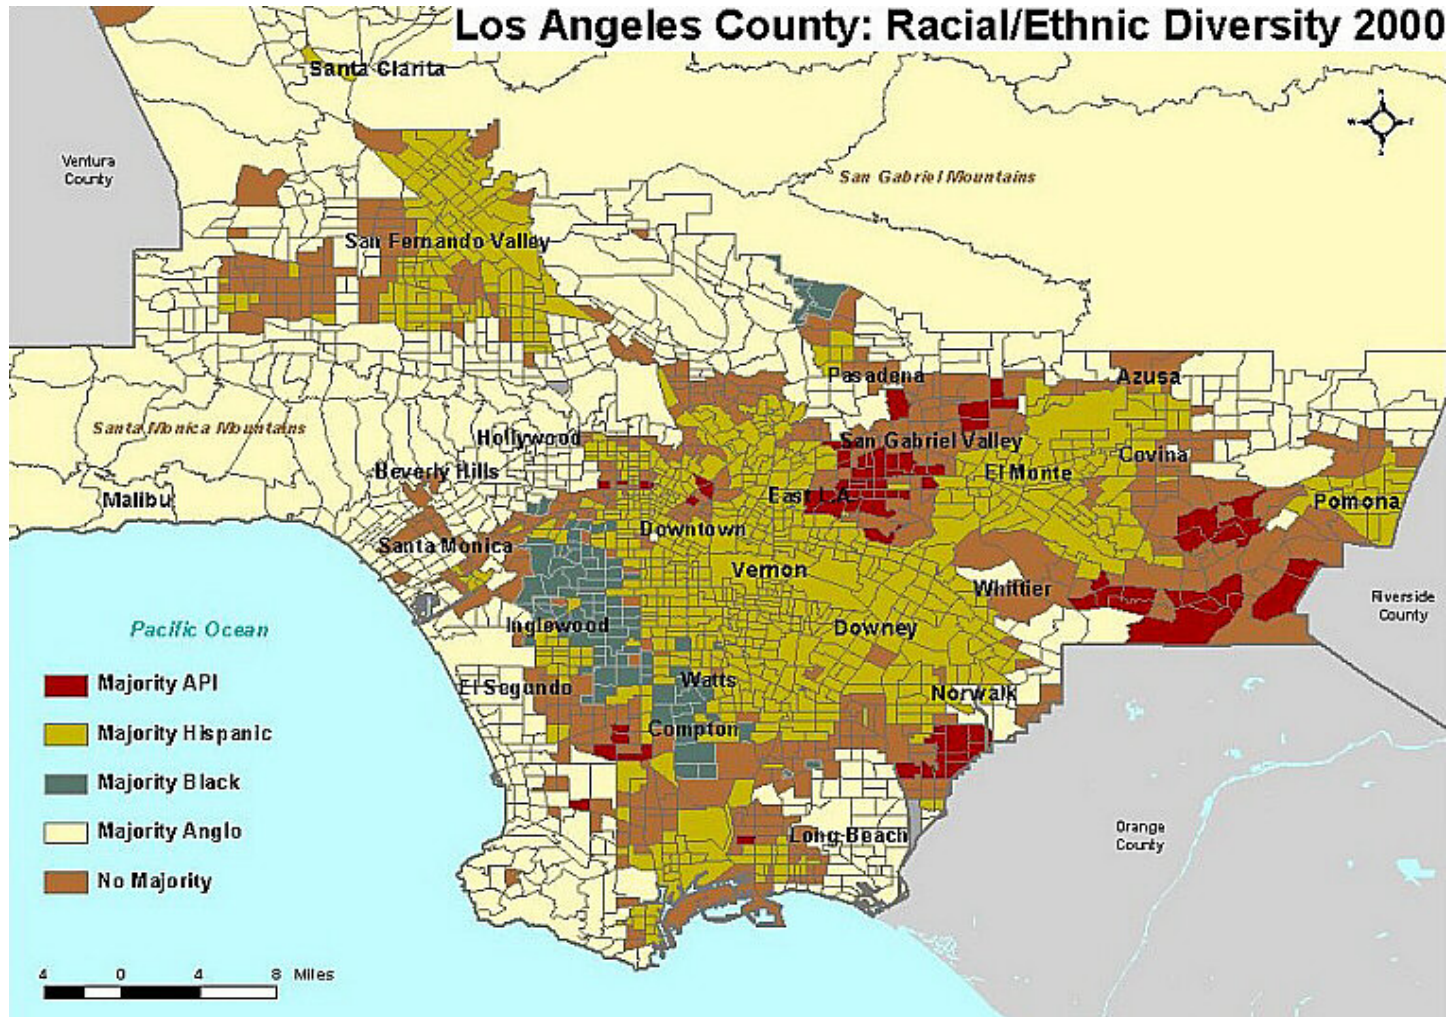 Los Angeles County: Racial/Ethnic Diversity 2000
Santa Clarita
N
W
E
S
Ventura
County
San Gabriel Mountains
San Fernando Valley
Pasadena
Azusa
Santa Monica Mountains
Hollywood
San Gabriel Valley
Covina
Beverly Hills
El Monte
Malibu
East L.A.
Pomona
Downtown
Santa Monica
Vernon
Whittier
Riverside
County
Inglewood
Downey
Pacific Ocean
Majority API
El Segundo
Watts
Norwalk
Majority Hispanic
Compton
Majority Black
Majority Anglo
Long Beach
Orange
County
No Majority
4 0 4 8 Miles